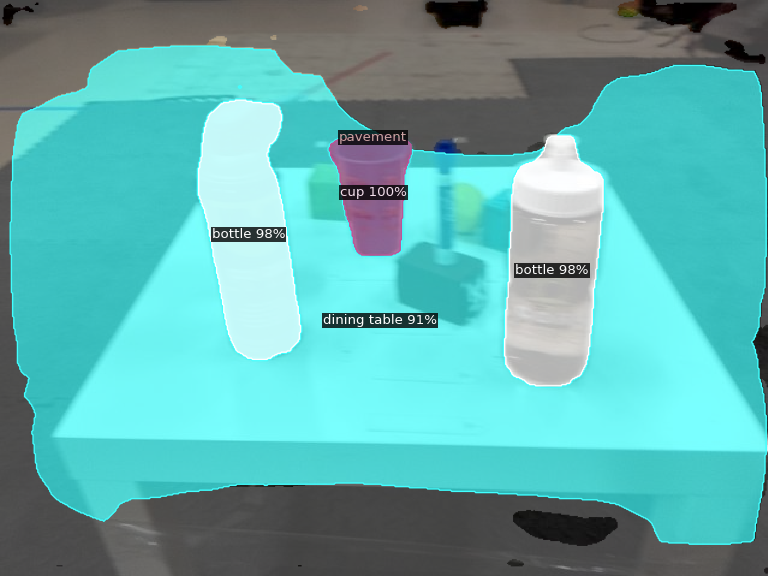 pavement
cup 100%
bottle 98%
bottle 98%
dining table 91%